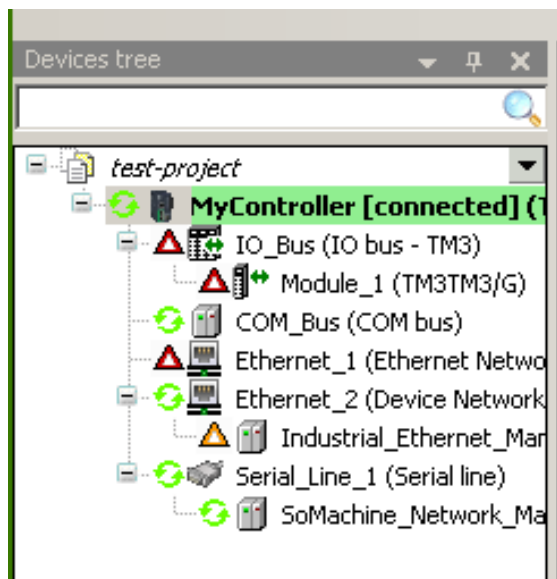 Devices tree
test-project
MyController [connected] (T
IO_Bus (IO bus - TM3)
Module_1 (TM3TM3/G)
COM_Bus (COM bus)
Ethernet_1 (Ethernet Netwo
Ethernet_2 (Device Network
Industrial_Ethernet_Mar
Serial_Line_1 (Serial line)
SoMachine_Network_Ma